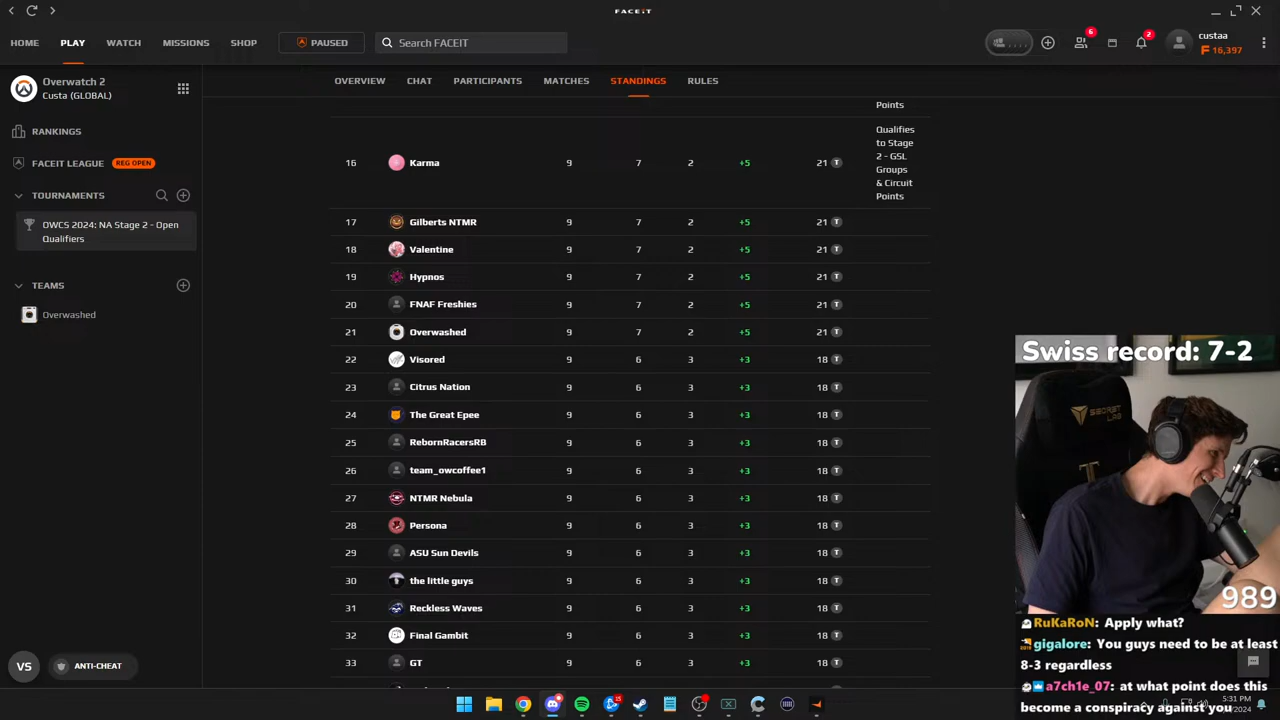 FACEIT
HOME PLAY WATCH MISSIONS SHOP PAUSED Search FACEIT 6 2 custaa
16,397
Overwatch 2
Custa (GLOBAL)
RANKINGS
FACEIT LEAGUE REG OPEN
TOURNAMENTS
OWCS 2024: NA Stage 2 - Open
Qualifiers
TEAMS
Overwashed
VS ANTI-CHEAT
OVERVIEW CHAT PARTICIPANTS MATCHES STANDINGS RULES
Points
16 Karma 9 7 2 +5 21 T
Qualifies
to Stage
2 - GSL
Groups
& Circuit
Points
17 Gilberts NTMR 9 7 2 +5 21 T
18 Valentine 9 7 2 +5 21 T
19 Hypnos 9 7 2 +5 21 T
20 FNAF Freshies 9 7 2 +5 21 T
21 Overwashed 9 7 2 +5 21 T
22 Visored 9 6 3 +3 18 T
23 Citrus Nation 9 6 3 +3 18 T
24 The Great Epee 9 6 3 +3 18 T
25 RebornRacersRB 9 6 3 +3 18 T
26 team_owcoffee1 9 6 3 +3 18 T
27 NTMR Nebula 9 6 3 +3 18 T
28 Persona 9 6 3 +3 18 T
29 ASU Sun Devils 9 6 3 +3 18 T
30 the little guys 9 6 3 +3 18 T
31 Reckless Waves 9 6 3 +3 18 T
32 Final Gambit 9 6 3 +3 18 T
33 GT 9 6 3 +3 18 T
Swiss record: 7-2
SECRET
LAB
989
RuKaRoN: Apply what?
gigalore: You guys need to be at least
8-3 regardless
a7ch1e_07: at what point does this
become a conspiracy against you
15
5:31 PM